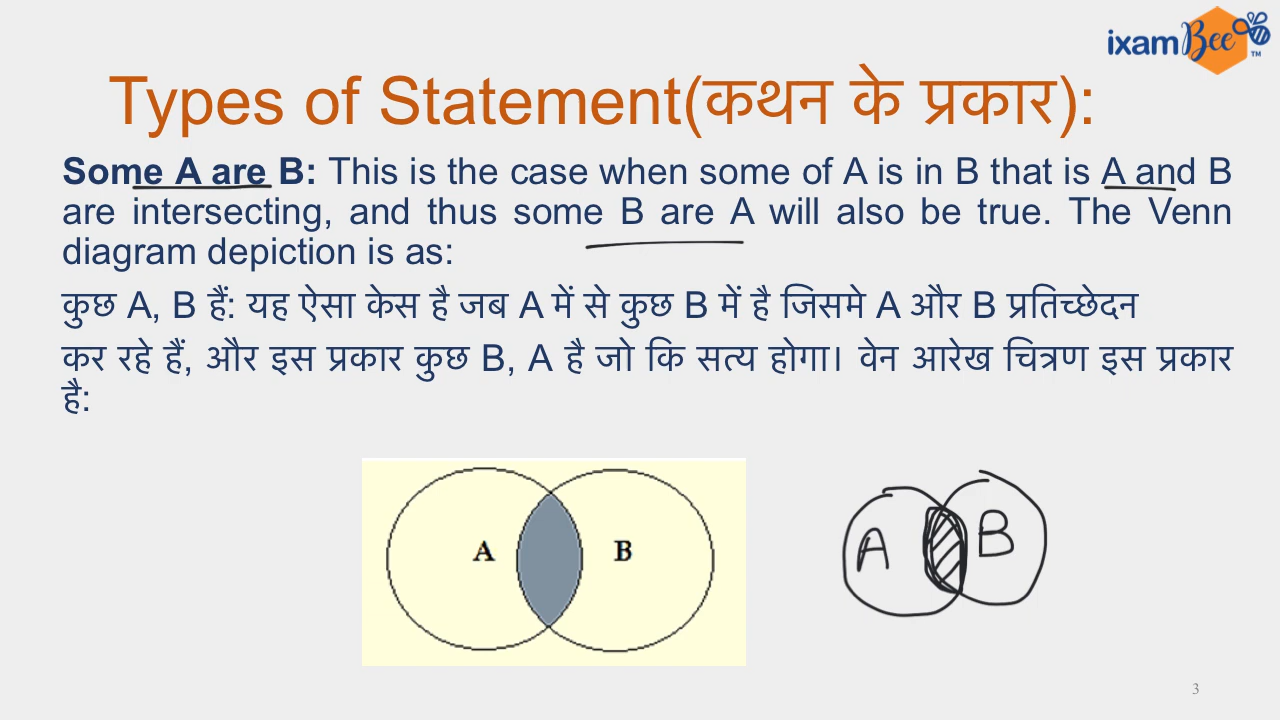 ixamBee™
Types of Statement(कथन के प्रकार):
Some A are B: This is the case when some of A is in B that is A and B
are intersecting, and thus some B are A will also be true. The Venn
diagram depiction is as:
कुछ A, B हैं: यह ऐसा केस है जब A में से कुछ B में है जिसमे A और B प्रतिच्छेदन
कर रहे हैं, और इस प्रकार कुछ B, A है जो कि सत्य होगा। वेन आरेख चित्रण इस प्रकार
है:
A B
A B
3